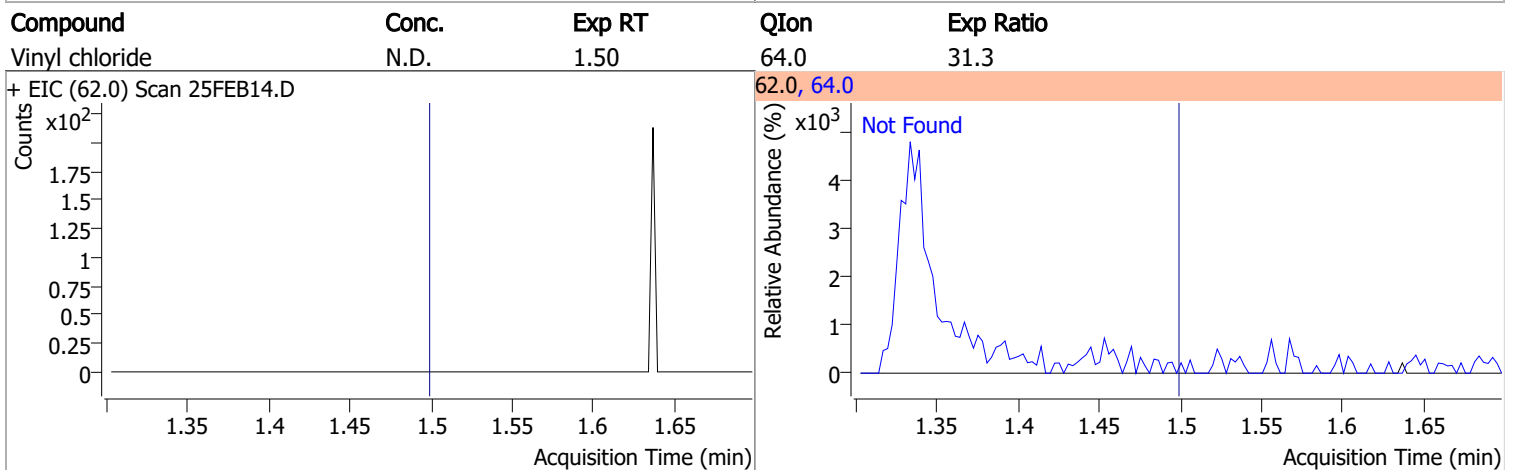 Compound Conc. Exp RT QIon Exp Ratio
Vinyl chloride N.D. 1.50 64.0 31.3
+ EIC (62.0) Scan 25FEB14.D
Counts
x10²
1.75
1.5
1.25
1
0.75
0.5
0.25
0
1.35 1.4 1.45 1.5 1.55 1.6 1.65
Acquisition Time (min)
62.0, 64.0
Relative Abundance (%)
x10³
Not Found
4
3
2
1
0
1.35 1.4 1.45 1.5 1.55 1.6 1.65
Acquisition Time (min)